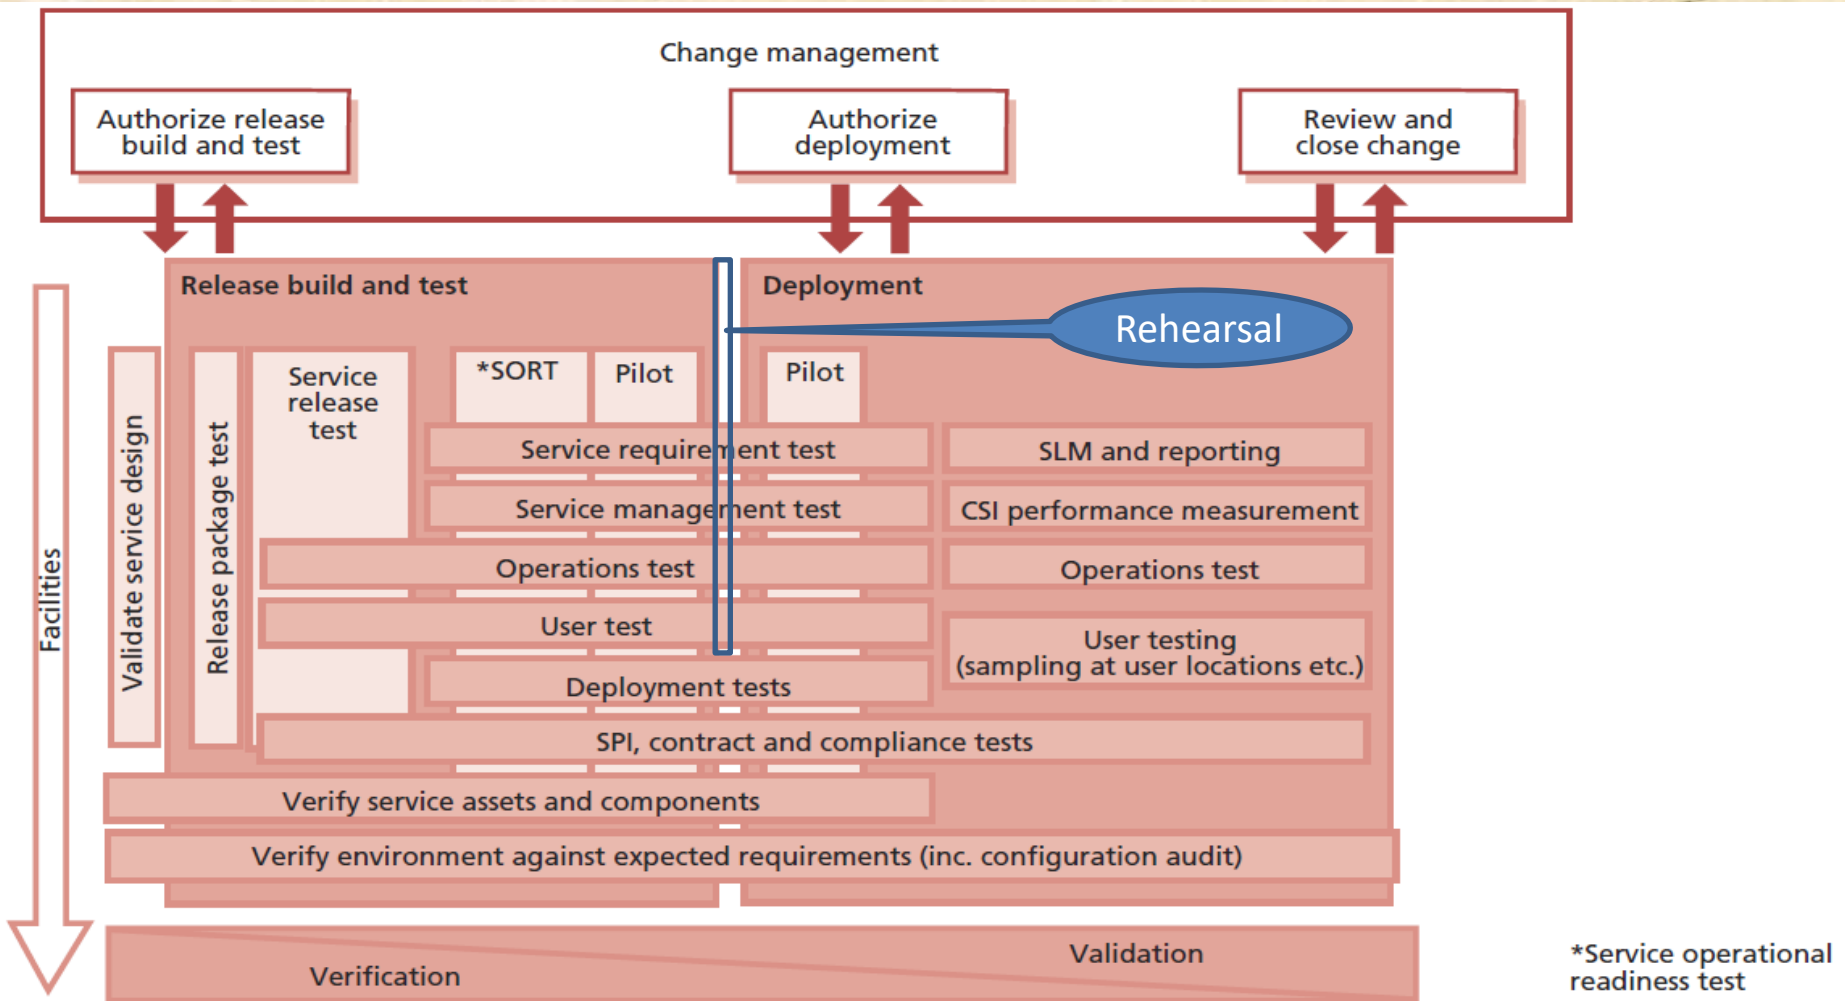 Change management
Authorize release
build and test
Authorize
deployment
Review and
close change
Release build and test
Deployment
Rehearsal
Facilities
Validate service design
Release package test
Service
release
test
*SORT
Pilot
Pilot
Service requirement test
SLM and reporting
Service management test
CSI performance measurement
Operations test
Operations test
User test
User testing
(sampling at user locations etc.)
Deployment tests
SPI, contract and compliance tests
Verify service assets and components
Verify environment against expected requirements (inc. configuration audit)
Verification
Validation
*Service operational
readiness test